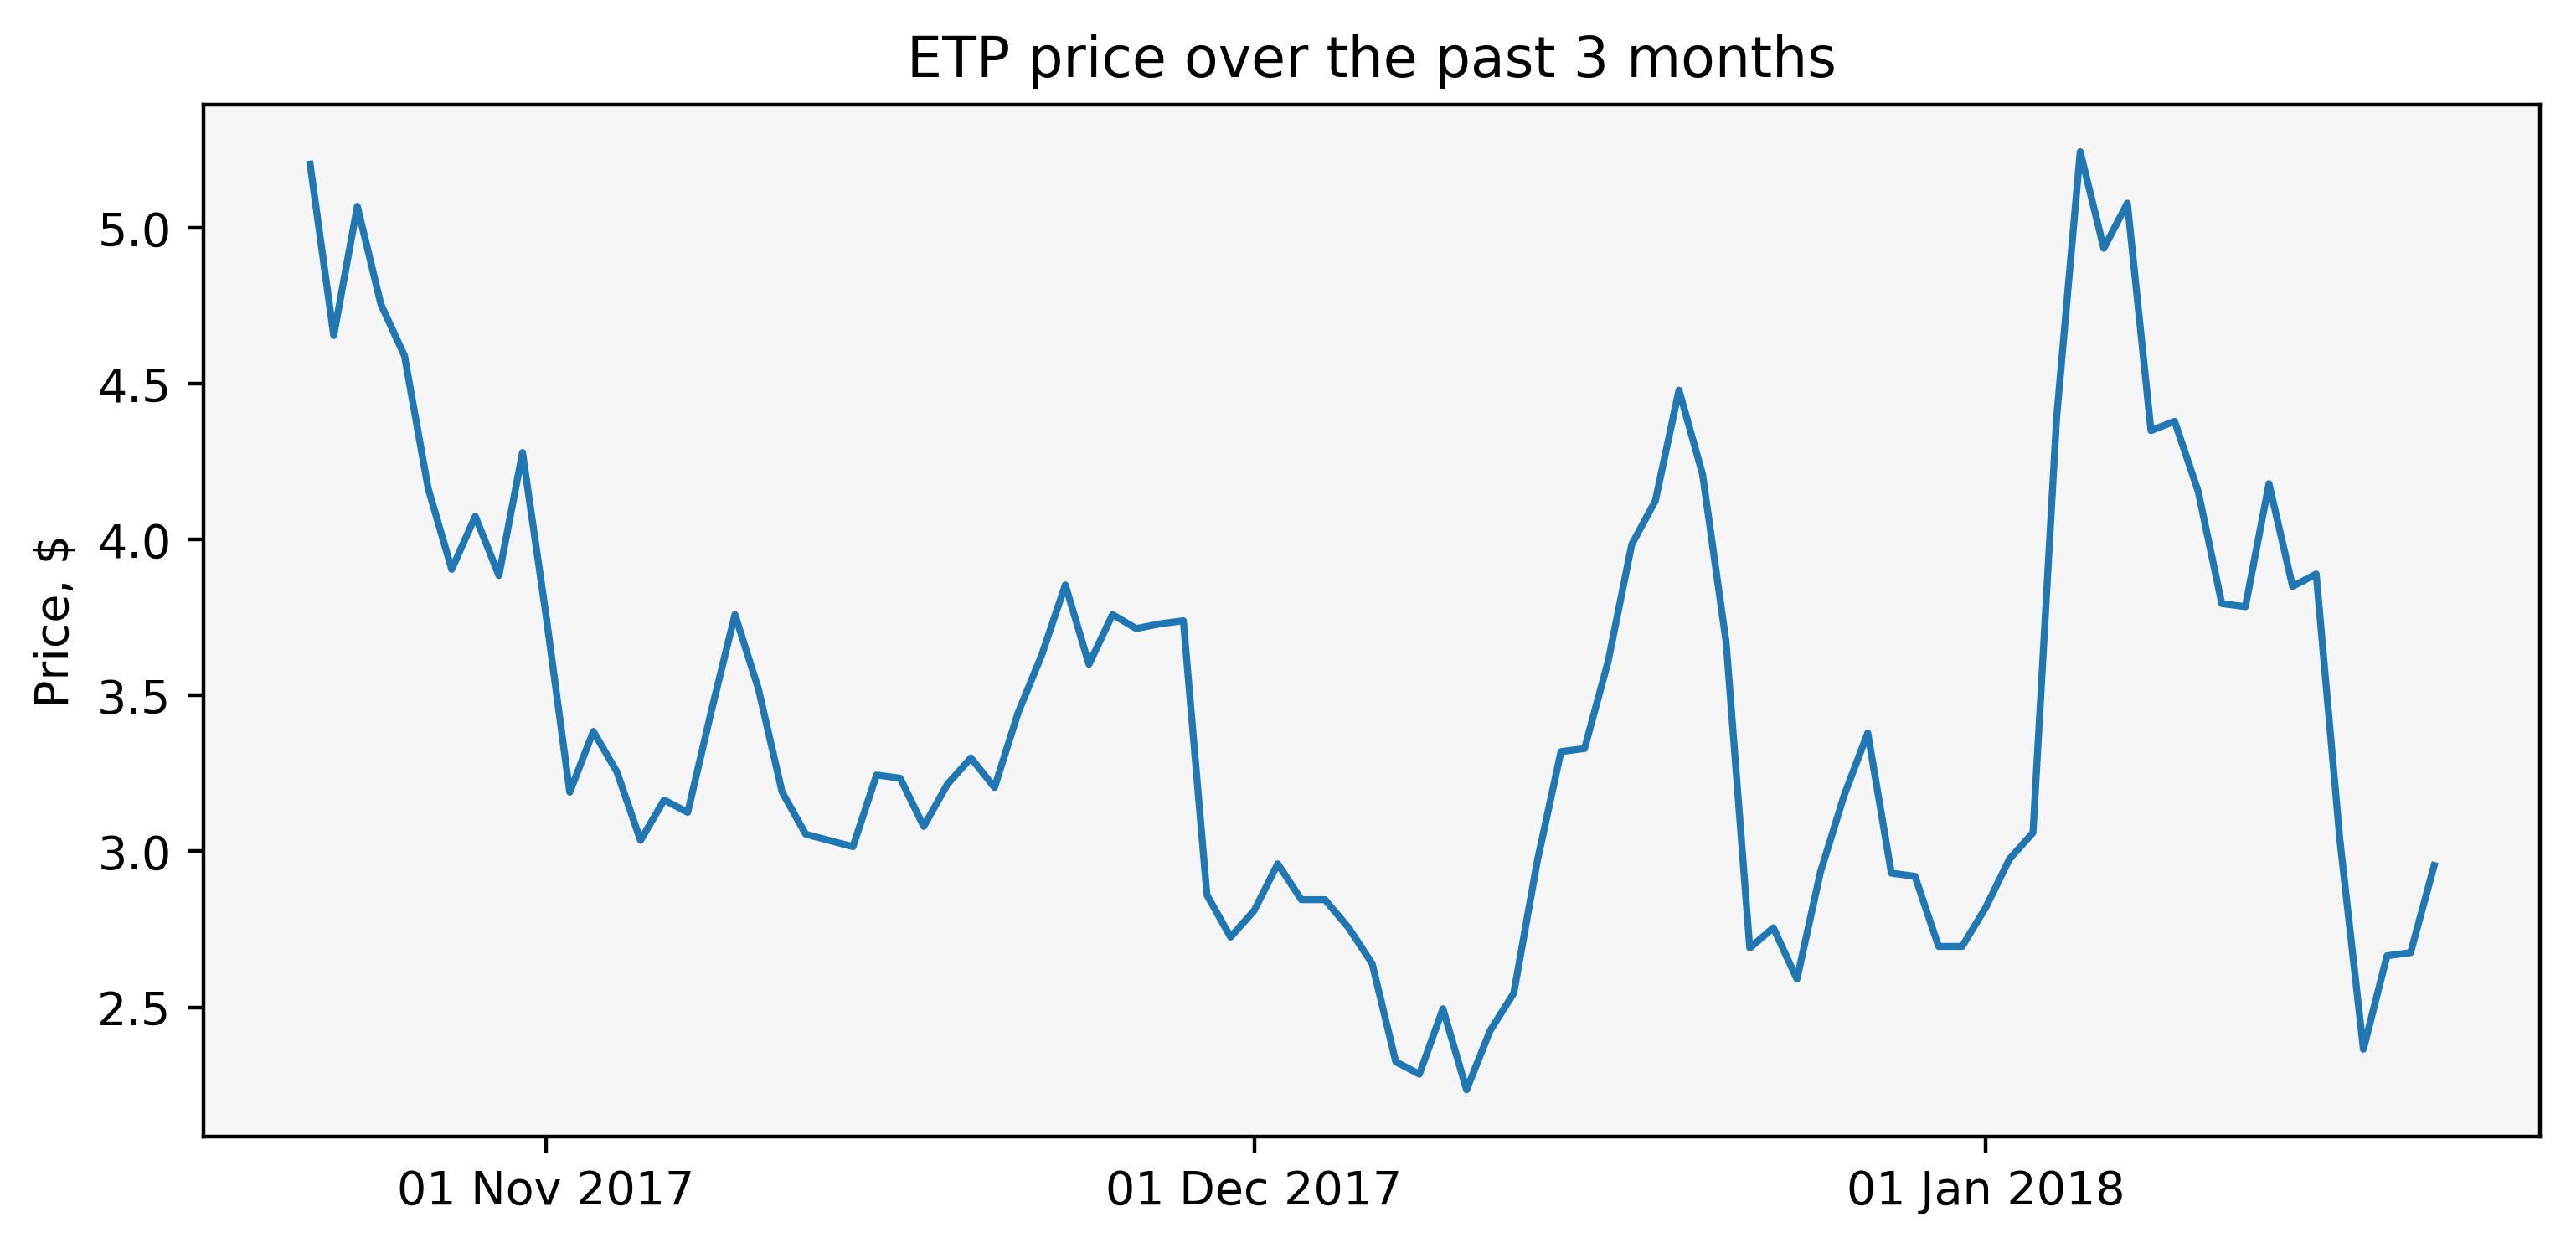 ETP price over the past 3 months
Price, $
5.0
4.5
4.0
3.5
3.0
2.5
01 Nov 2017
01 Dec 2017
01 Jan 2018